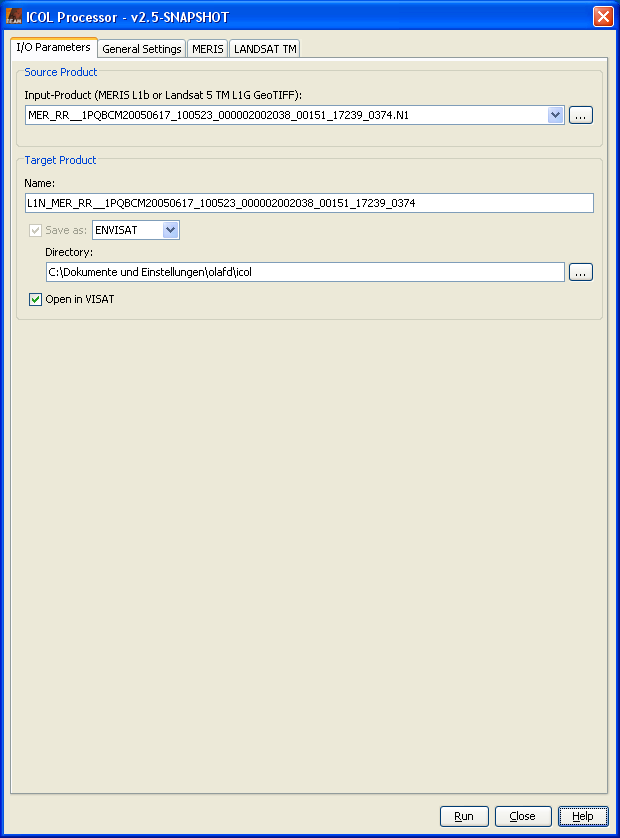 ICOL Processor - v2.5-SNAPSHOT
I/O Parameters General Settings MERIS LANDSAT TM
Source Product
Input-Product (MERIS L1b or Landsat 5 TM L1G GeoTIFF):
MER_RR__1PQBCM20050617_100523_000002002038_00151_17239_0374.N1 ...
Target Product
Name:
L1N_MER_RR__1PQBCM20050617_100523_000002002038_00151_17239_0374
Save as: ENVISAT
Directory:
C:\Dokumente und Einstellungen\olafd\icol ...
Open in VISAT
Run Close Help